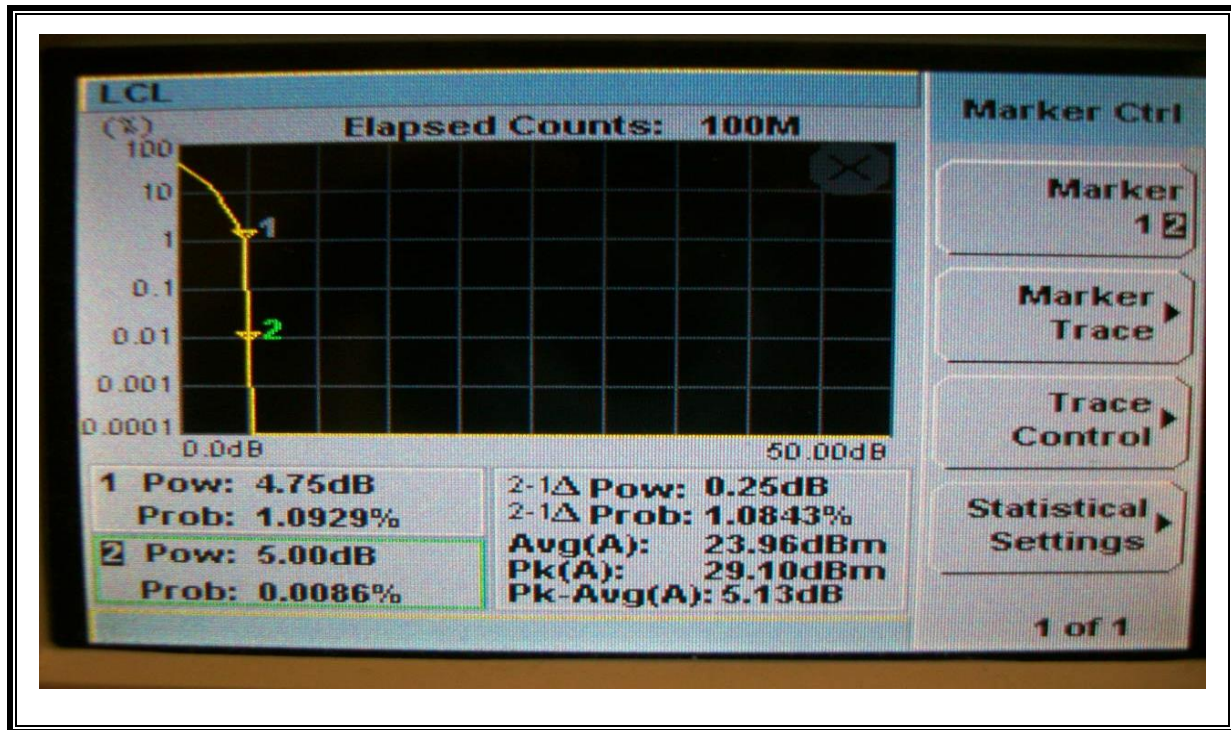 LCL
(%) Elapsed Counts: 100M
100
10
1
0.1
0.01
0.001
0.0001
1
2
0.0dB 50.00dB
1 Pow: 4.75dB
Prob: 1.0929%
2 Pow: 5.00dB
Prob: 0.0086%
2-1Δ Pow: 0.25dB
2-1Δ Prob: 1.0843%
Avg(A): 23.96dBm
Pk(A): 29.10dBm
Pk-Avg(A): 5.13dB
Marker Ctrl
Marker
1 2
Marker
Trace
Trace
Control
Statistical
Settings
1 of 1